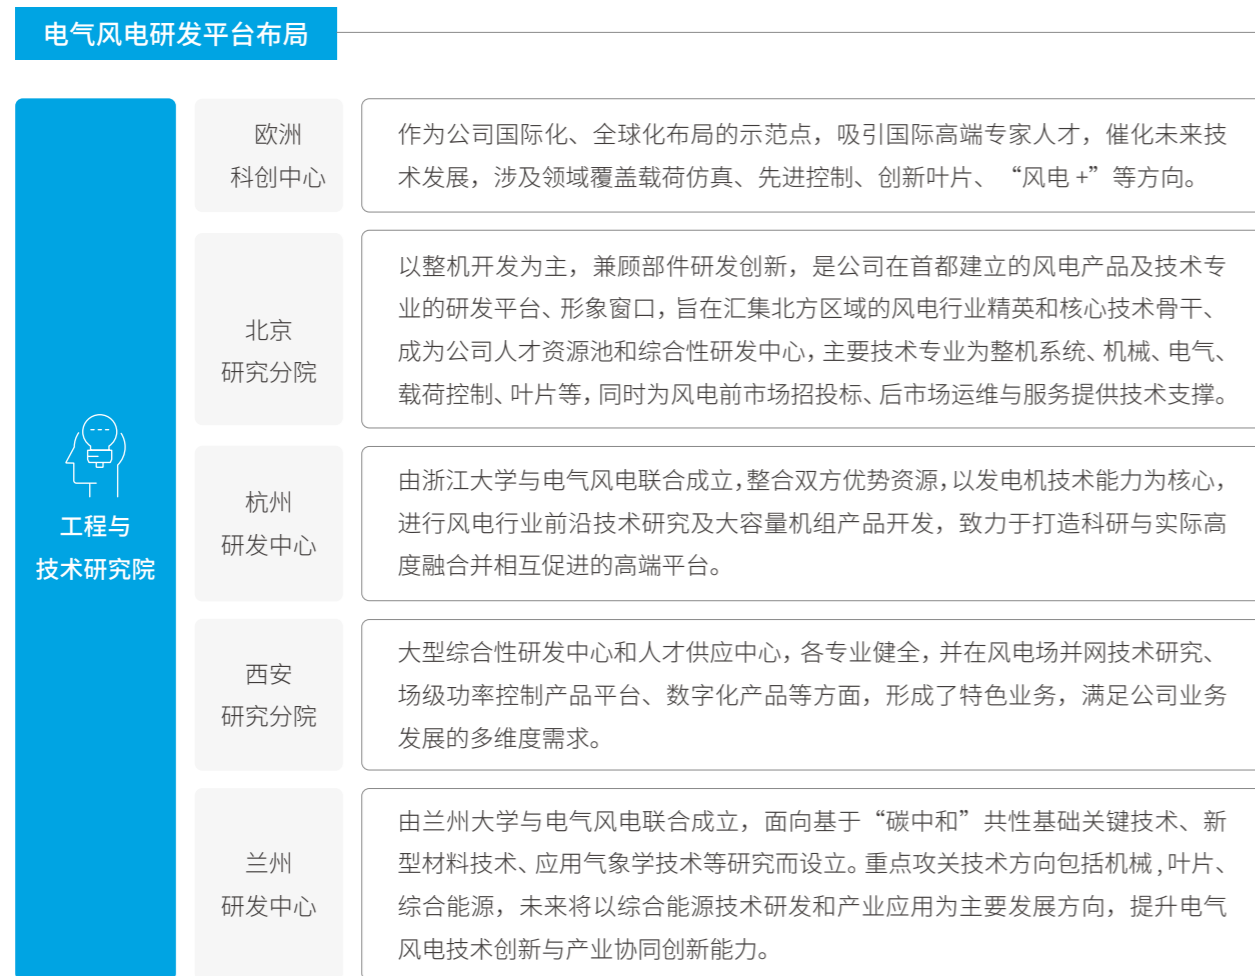 电气风电研发平台布局
工程与
技术研究院
欧洲
科创中心
作为公司国际化、全球化布局的示范点，吸引国际高端专家人才，催化未来技
术发展，涉及领域覆盖载荷仿真、先进控制、创新叶片、“风电 +”等方向。
北京
研究分院
以整机开发为主，兼顾部件研发创新，是公司在首都建立的风电产品及技术专
业的研发平台、形象窗口，旨在汇集北方区域的风电行业精英和核心技术骨干、
成为公司人才资源池和综合性研发中心，主要技术专业为整机系统、机械、电气、
载荷控制、叶片等，同时为风电前市场招投标、后市场运维与服务提供技术支撑。
杭州
研发中心
由浙江大学与电气风电联合成立，整合双方优势资源，以发电机技术能力为核心，
进行风电行业前沿技术研究及大容量机组产品开发，致力于打造科研与实际高
度融合并相互促进的高端平台。
西安
研究分院
大型综合性研发中心和人才供应中心，各专业健全，并在风电场并网技术研究、
场级功率控制产品平台、数字化产品等方面，形成了特色业务，满足公司业务
发展的多维度需求。
兰州
研发中心
由兰州大学与电气风电联合成立，面向基于“碳中和”共性基础关键技术、新
型材料技术、应用气象学技术等研究而设立。重点攻关技术方向包括机械,叶片、
综合能源，未来将以综合能源技术研发和产业应用为主要发展方向，提升电气
风电技术创新与产业协同创新能力。